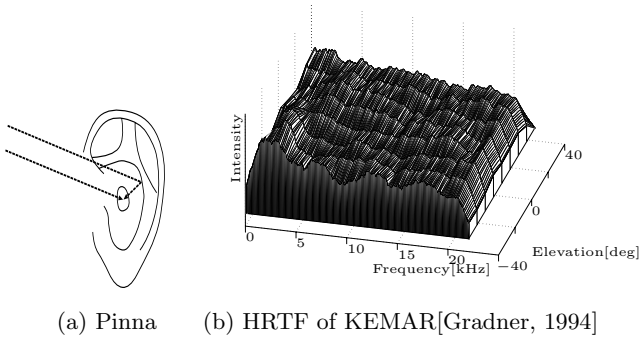 Intensity
0
5
10
15
20
Frequency[kHz]
−40
0
40
Elevation[deg]
(a) Pinna
(b) HRTF of KEMAR[Gradner, 1994]